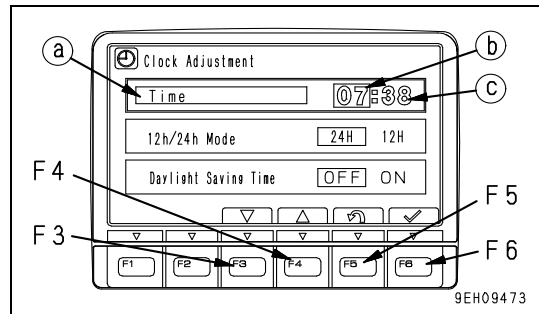 a
b
Clock Adjustment
Time 07:38
c
12h/24h Mode 24H 12H
F4
Daylight Saving Time OFF ON
F5
F3
F6
F1 F2 F3 F4 F5 F6
9EH09473